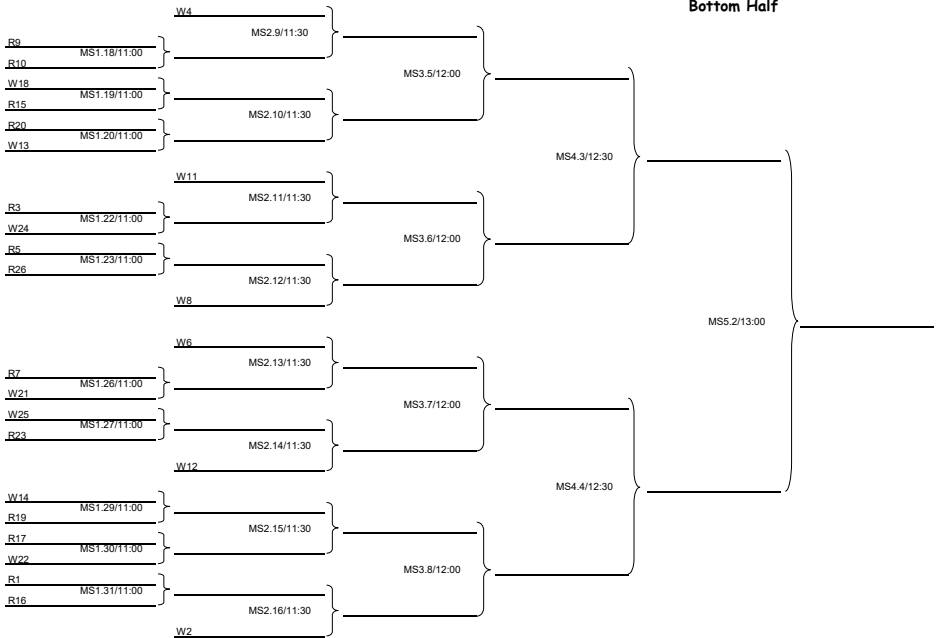 Bottom Half
W4
MS2.9/11:30
R9
MS1.18/11:00
R10
MS3.5/12:00
W18
MS1.19/11:00
R15
MS2.10/11:30
R20
MS1.20/11:00
W13
MS4.3/12:30
W11
MS2.11/11:30
R3
MS1.22/11:00
W24
MS3.6/12:00
R5
MS1.23/11:00
R26
MS2.12/11:30
W8
MS5.2/13:00
W6
MS2.13/11:30
R7
MS1.26/11:00
W21
MS3.7/12:00
W25
MS1.27/11:00
R23
MS2.14/11:30
W12
MS4.4/12:30
W14
MS1.29/11:00
R19
MS2.15/11:30
R17
MS1.30/11:00
W22
MS3.8/12:00
R1
MS1.31/11:00
R16
MS2.16/11:30
W2